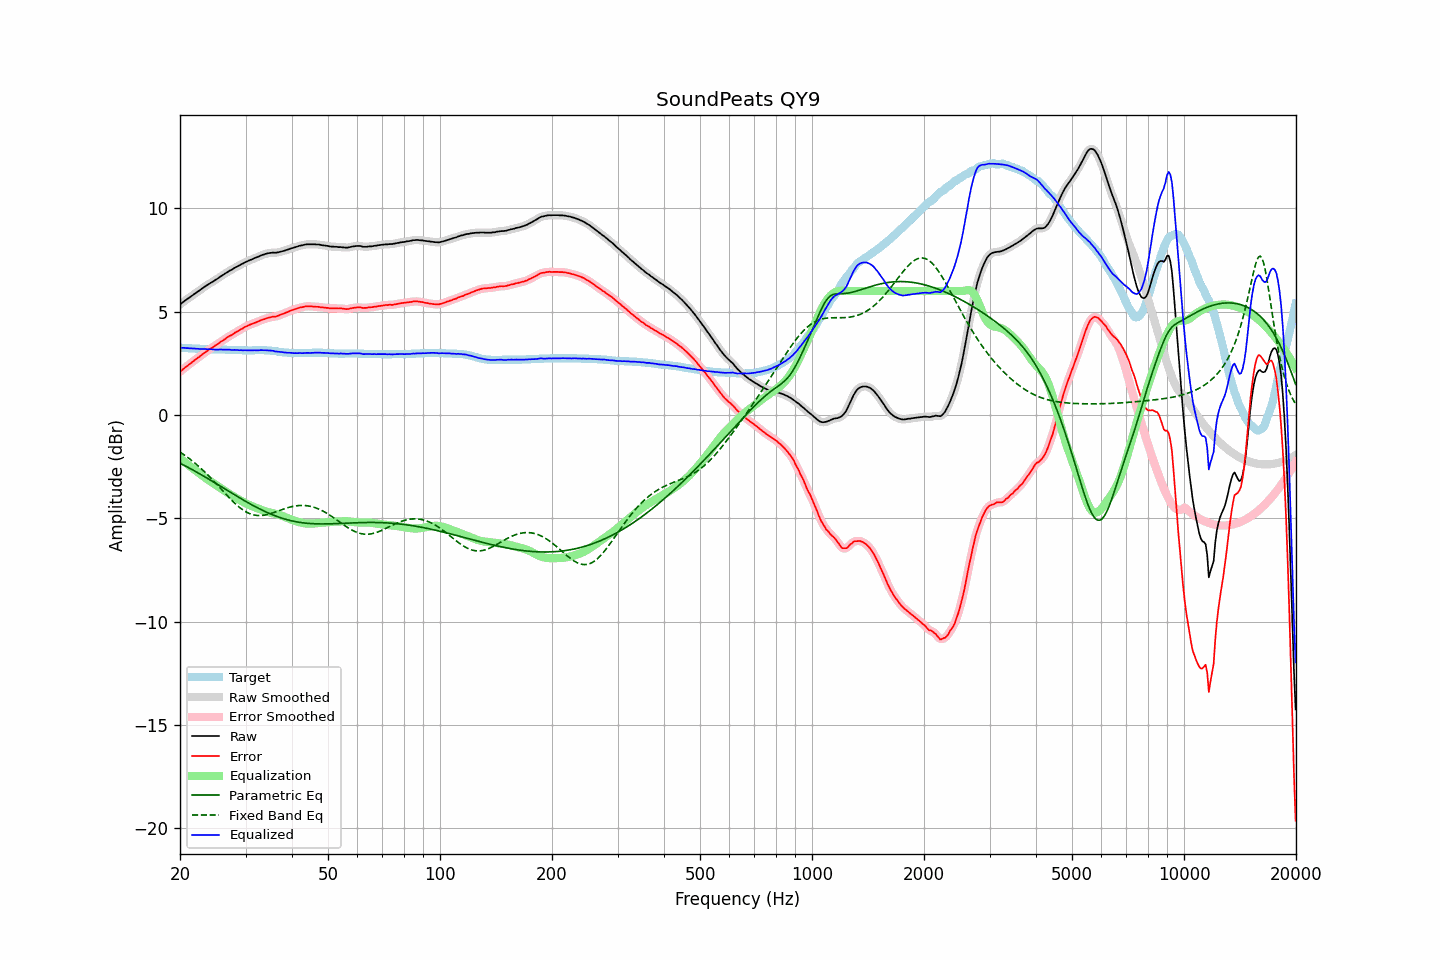 SoundPeats QY9
Amplitude (dBr)
10
5
0
−5
−10
−15
−20
Target
Raw Smoothed
Error Smoothed
Raw
Error
Equalization
Parametric Eq
Fixed Band Eq
Equalized
20 50 100 200 500 1000 2000 5000 10000 20000
Frequency (Hz)